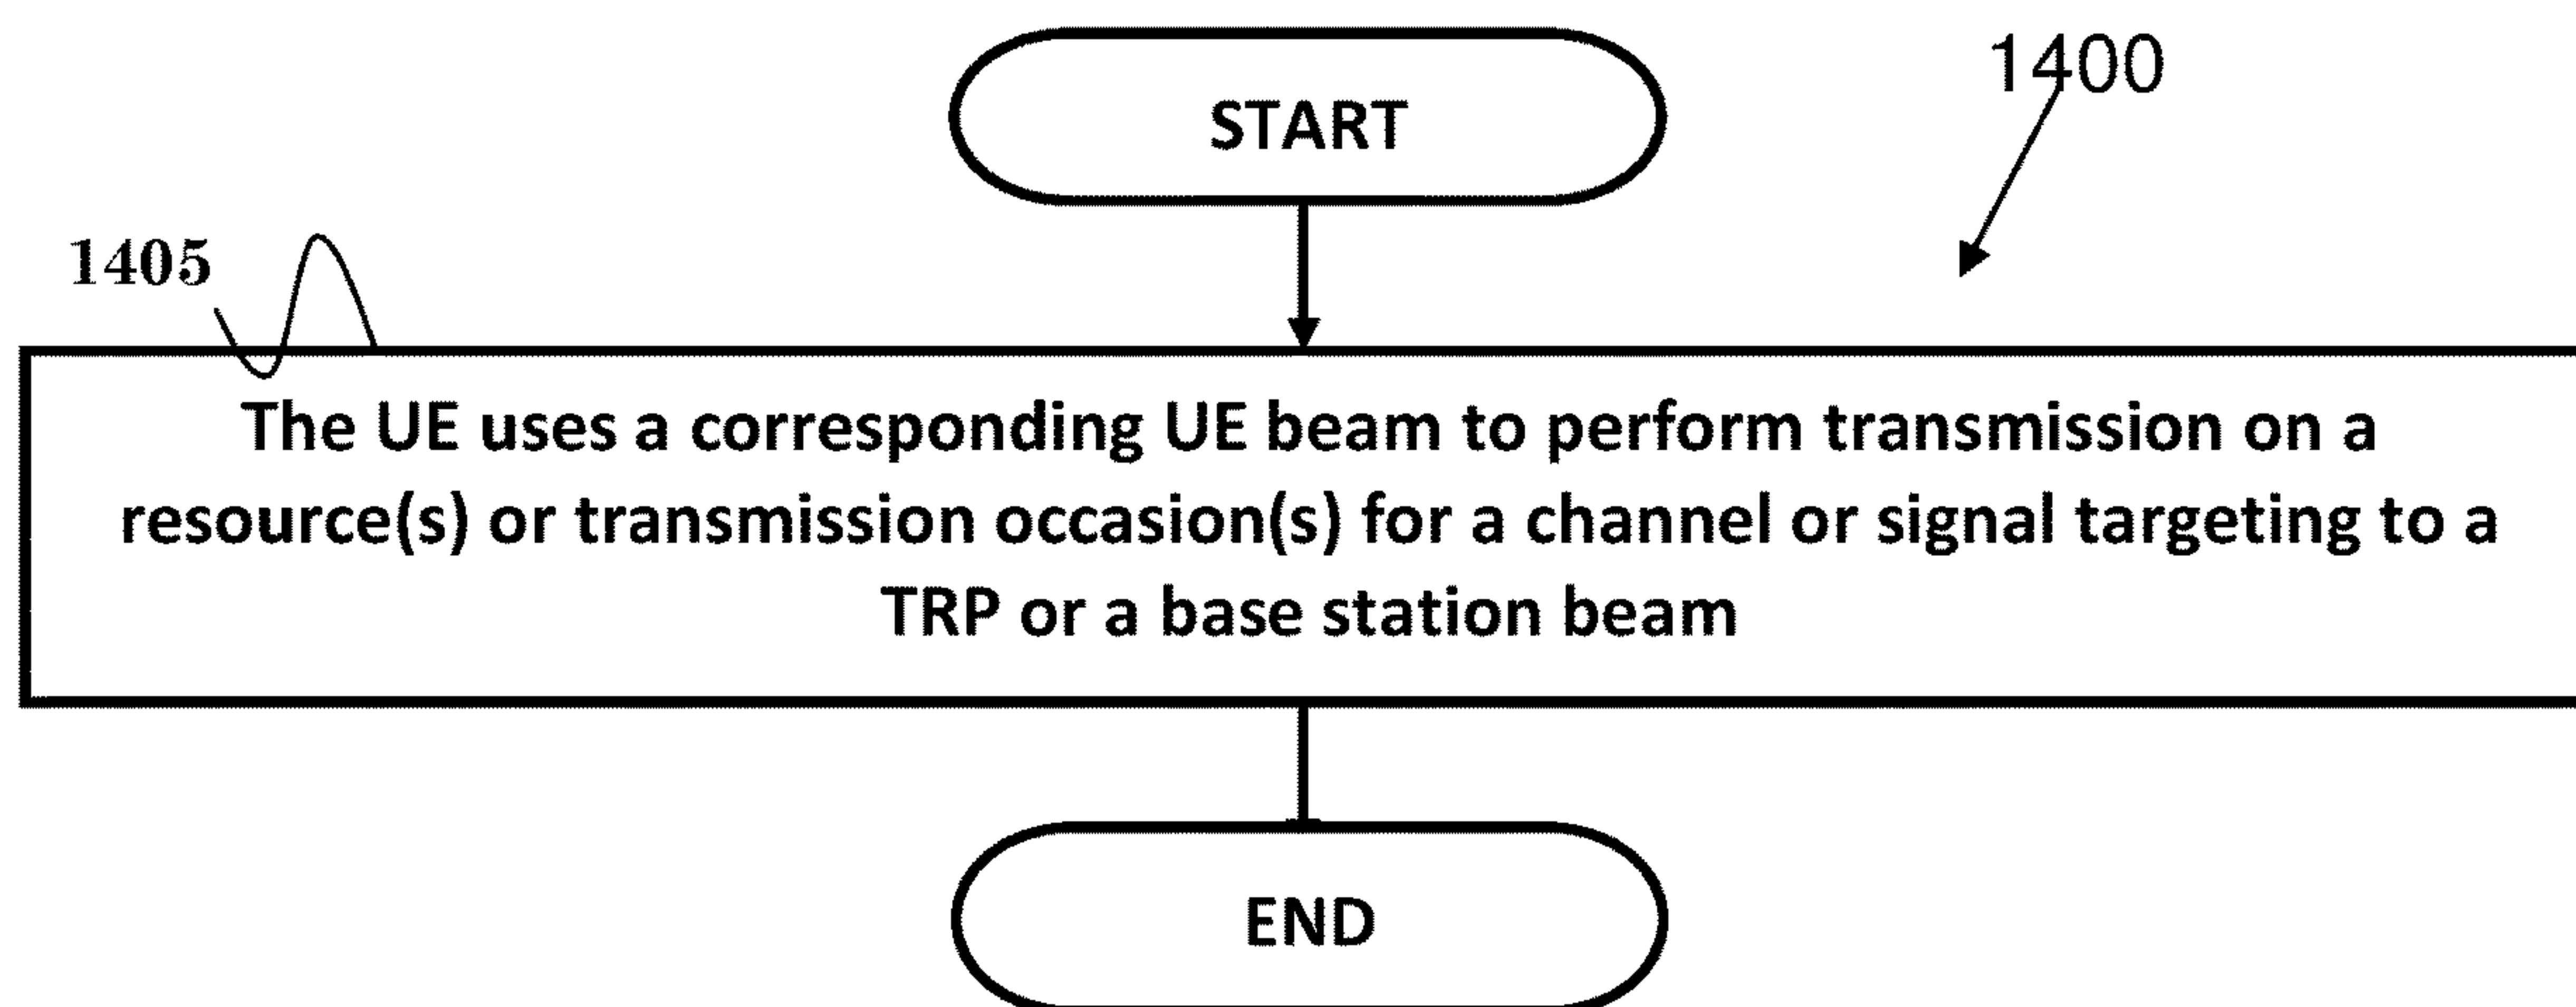 START
1400
1405
The UE uses a corresponding UE beam to perform transmission on a
resource(s) or transmission occasion(s) for a channel or signal targeting to a
TRP or a base station beam
END